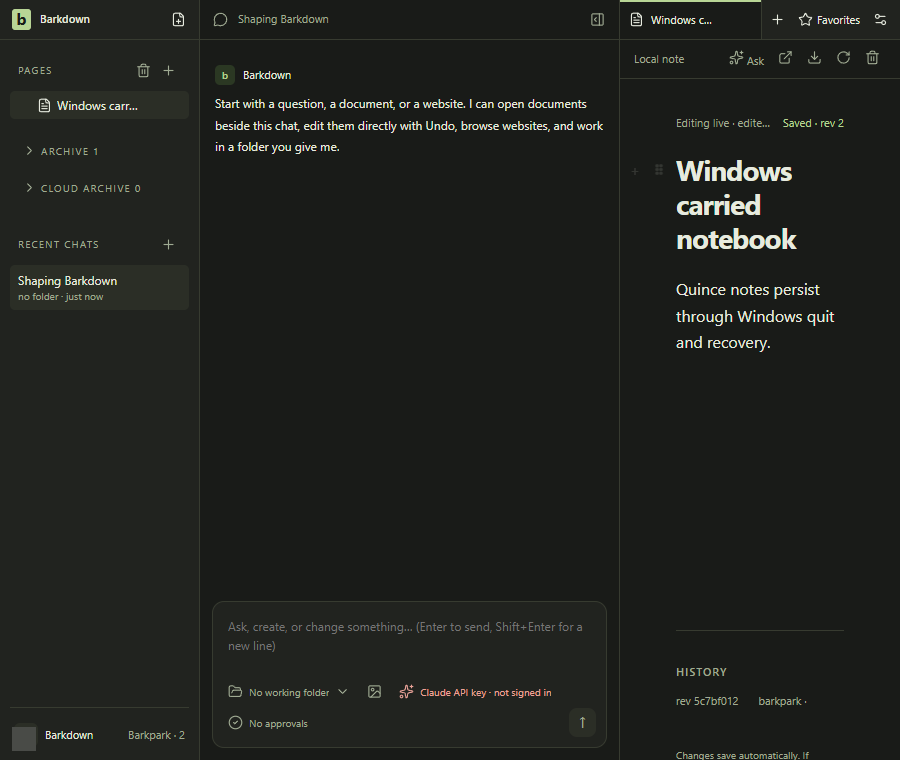 b Barkdown
PAGES
Windows carr...
ARCHIVE 1
CLOUD ARCHIVE 0
RECENT CHATS
Shaping Barkdown
no folder · just now
Barkdown
Barkpark · 2
Shaping Barkdown
b Barkdown
Start with a question, a document, or a website. I can open documents
beside this chat, edit them directly with Undo, browse websites, and work
in a folder you give me.
Ask, create, or change something... (Enter to send, Shift+Enter for a
new line)
No working folder
Claude API key · not signed in
No approvals
Windows c...
Favorites
Local note
Ask
Editing live · edite...
Saved · rev 2
Windows
carried
notebook
Quince notes persist
through Windows quit
and recovery.
HISTORY
rev 5c7bf012
barkpark ·
Changes save automatically. If